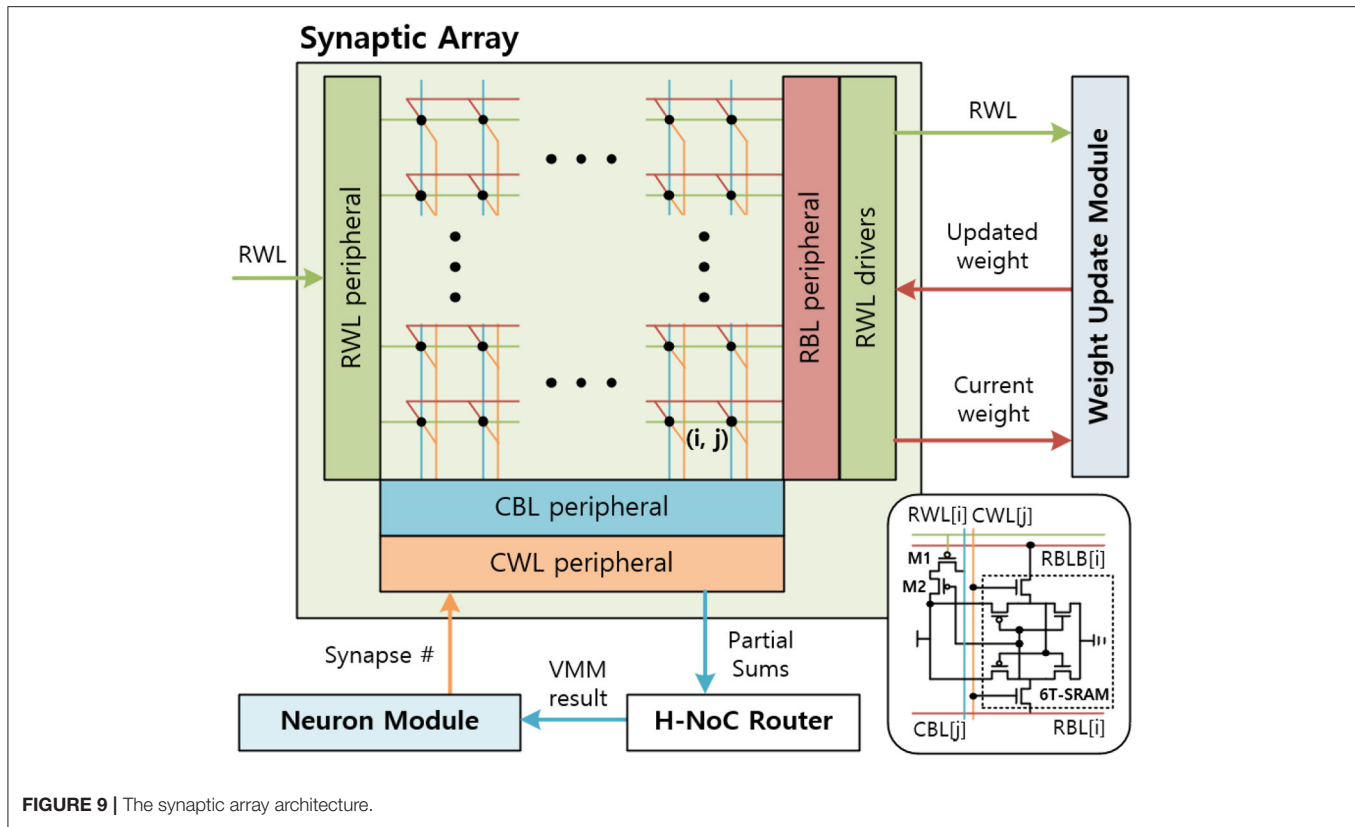 Synaptic Array
RWL
RWL peripheral
RBL peripheral
RWL drivers
RWL
Updated
weight
Current
weight
Weight Update Module
(i, j)
CBL peripheral
CWL peripheral
Synapse #
Partial
Sums
VMM
result
Neuron Module
H-NoC Router
RWL[i]
CWL[j]
M1
RBLB[i]
M2
6T-SRAM
CBL[j]
RBL[i]
FIGURE 9 | The synaptic array architecture.